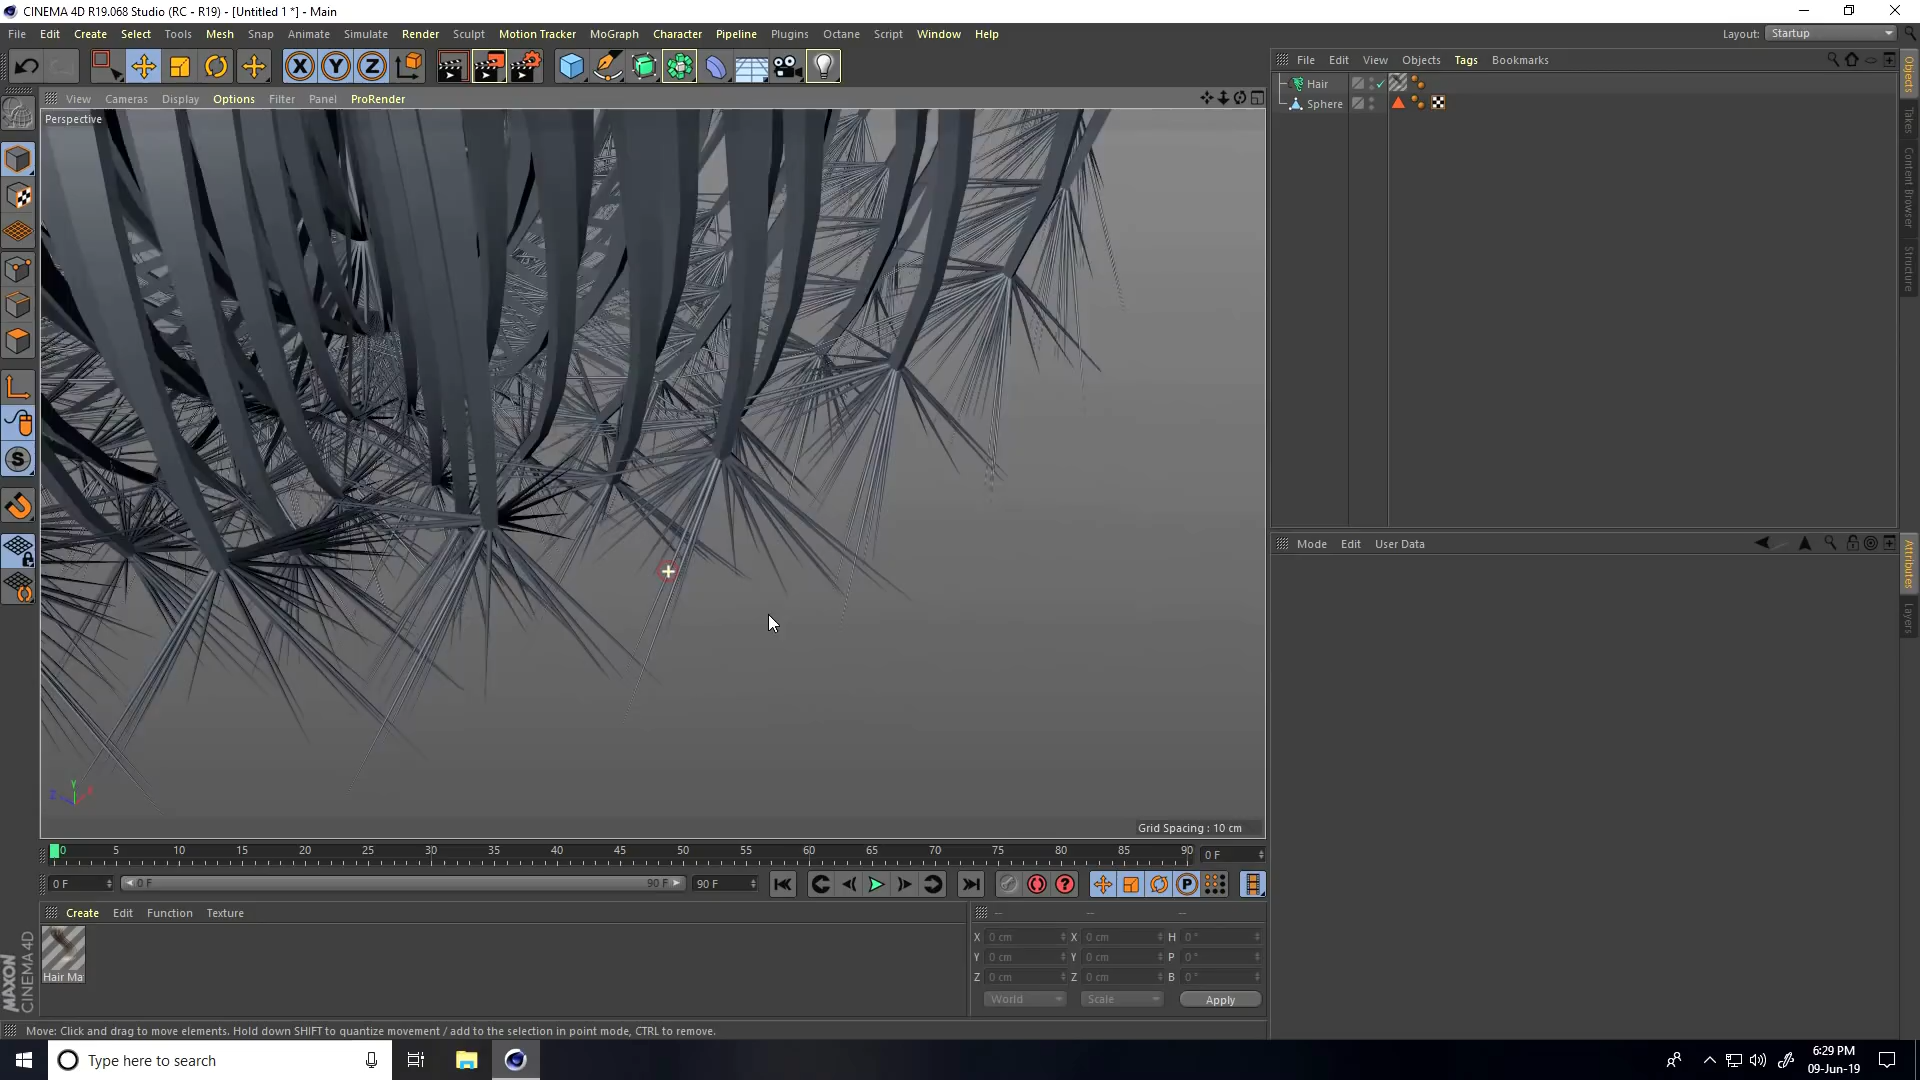 CINEMA 4D R19.068 Studio (RC - R19) - [Untitled 1 *] - Main
File Edit Create Select Tools Mesh Snap Animate Simulate Render Sculpt Motion Tracker MoGraph Character Pipeline Plugins Octane Script Window Help
Layout: Startup
View Cameras Display Options Filter Panel ProRender
Perspective
File Edit View Objects Tags Bookmarks
Hair
Sphere
Objects
Takes
Content Browser
Structure
Mode Edit User Data
Attributes
Layers
Grid Spacing : 10 cm
0 5 10 15 20 25 30 35 40 45 50 55 60 65 70 75 80 85 90 0 F
0 F 0 F 90 F 90 F
Create Edit Function Texture
Hair Ma
-- -- --
X 0 cm X 0 cm H 0 °
Y 0 cm Y 0 cm P 0 °
Z 0 cm Z 0 cm B 0 °
World Scale Apply
MAXON
CINEMA 4D
Move: Click and drag to move elements. Hold down SHIFT to quantize movement / add to the selection in point mode, CTRL to remove.
Type here to search
6:29 PM
09-Jun-19